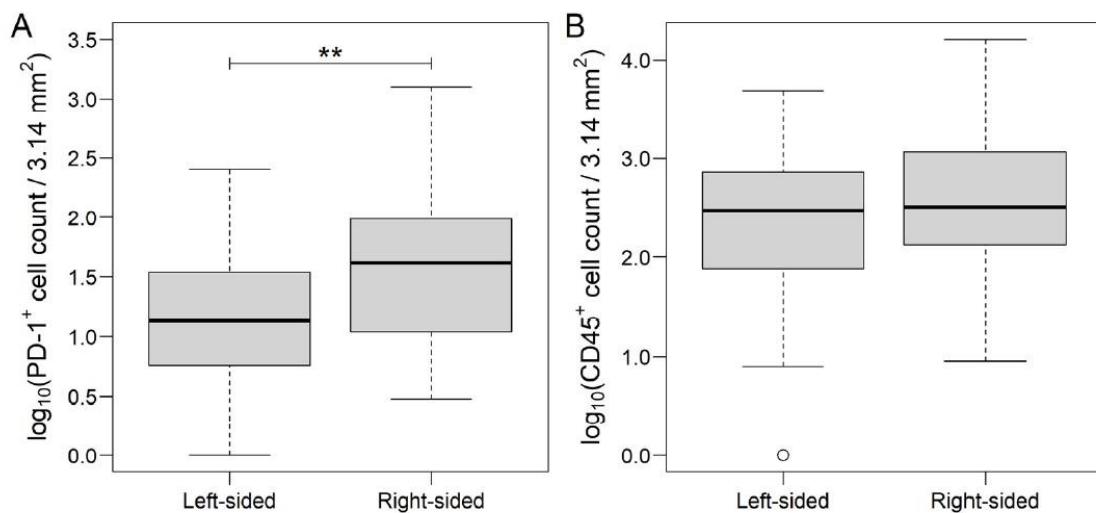 A
log₁₀(PD-1⁺ cell count / 3.14 mm²)
3.5
3.0
2.5
2.0
1.5
1.0
0.5
0.0
**
Left-sided
Right-sided
B
log₁₀(CD45⁺ cell count / 3.14 mm²)
4.0
3.0
2.0
1.0
0.0
Left-sided
Right-sided